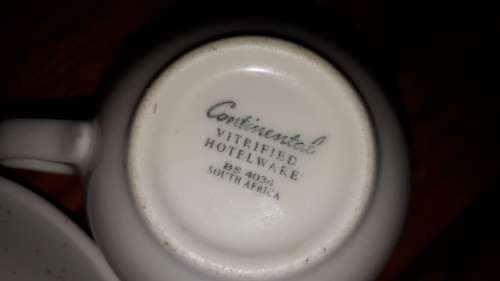 Continental
VITRIFIED
HOTELWARE
BS 4034
SOUTH AFRICA